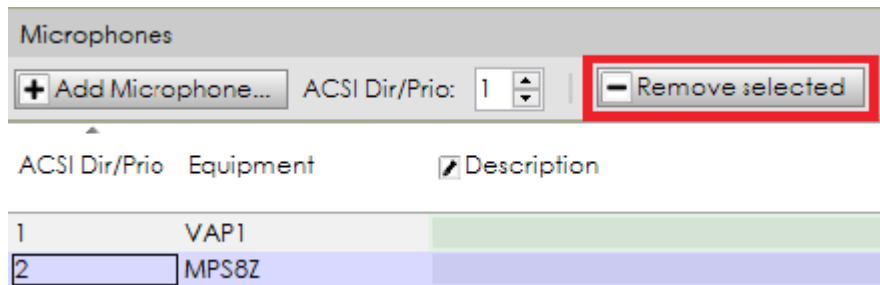 Microphones
Add Microphone... ACSI Dir/Prio: 1 Remove selected
ACSI Dir/Prio Equipment Description
1 VAP1
2 MPS8Z